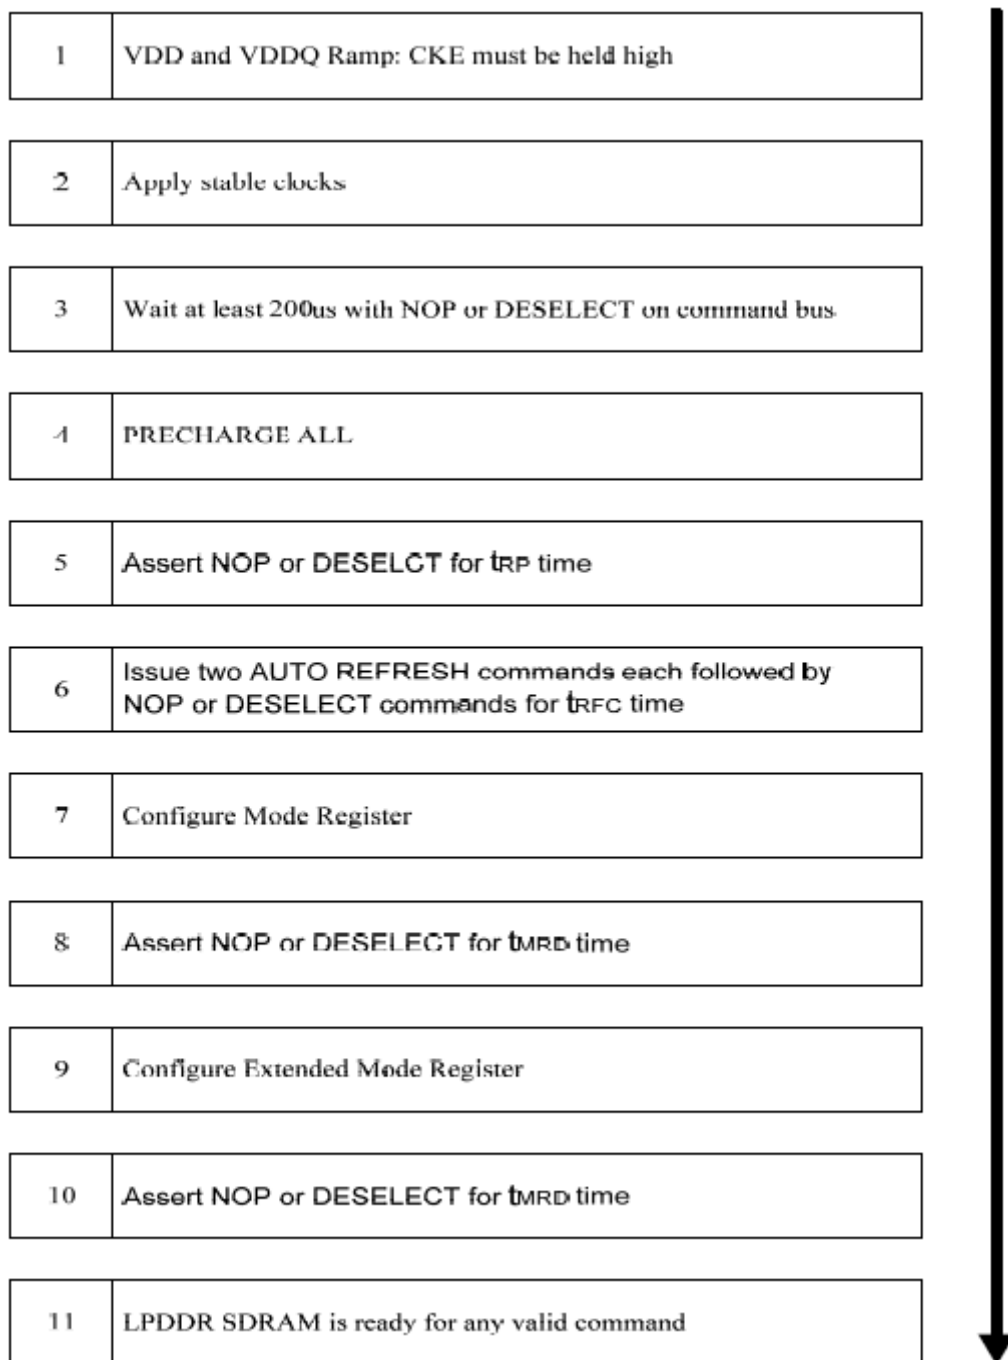 1 VDD and VDDQ Ramp: CKE must be held high
2 Apply stable clocks
3 Wait at least 200us with NOP or DESELECT on command bus
4 PRECHARGE ALL
5 Assert NOP or DESELCT for tRP time
6 Issue two AUTO REFRESH commands each followed by
NOP or DESELECT commands for tRFC time
7 Configure Mode Register
8 Assert NOP or DESELECT for tMRD time
9 Configure Extended Mode Register
10 Assert NOP or DESELECT for tMRD time
11 LPDDR SDRAM is ready for any valid command